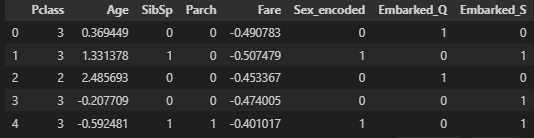 Pclass Age SibSp Parch Fare Sex_encoded Embarked_Q Embarked_S
0 3 0.369449 0 0 -0.490783 0 1 0
1 3 1.331378 1 0 -0.507479 1 0 1
2 2 2.485693 0 0 -0.453367 0 1 0
3 3 -0.207709 0 0 -0.474005 0 0 1
4 3 -0.592481 1 1 -0.401017 1 0 1